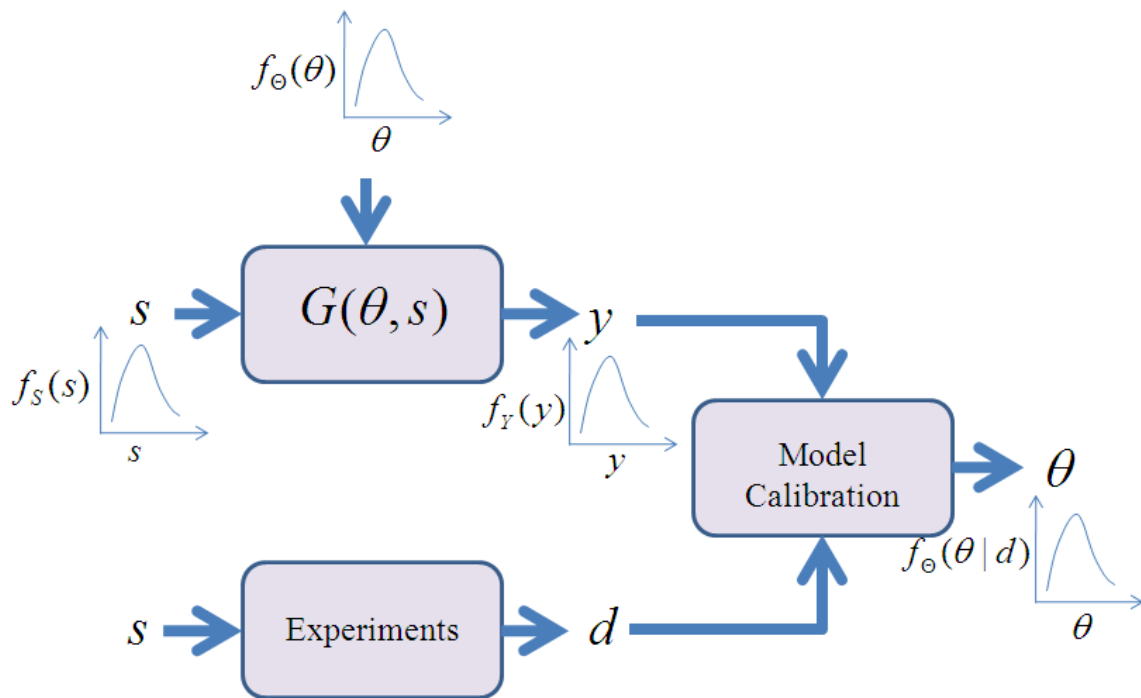 f_Θ(θ)
θ
s
G(θ,s)
y
f_S(s)
s
f_Y(y)
y
Model
Calibration
θ
f_Θ(θ | d)
θ
s
Experiments
d